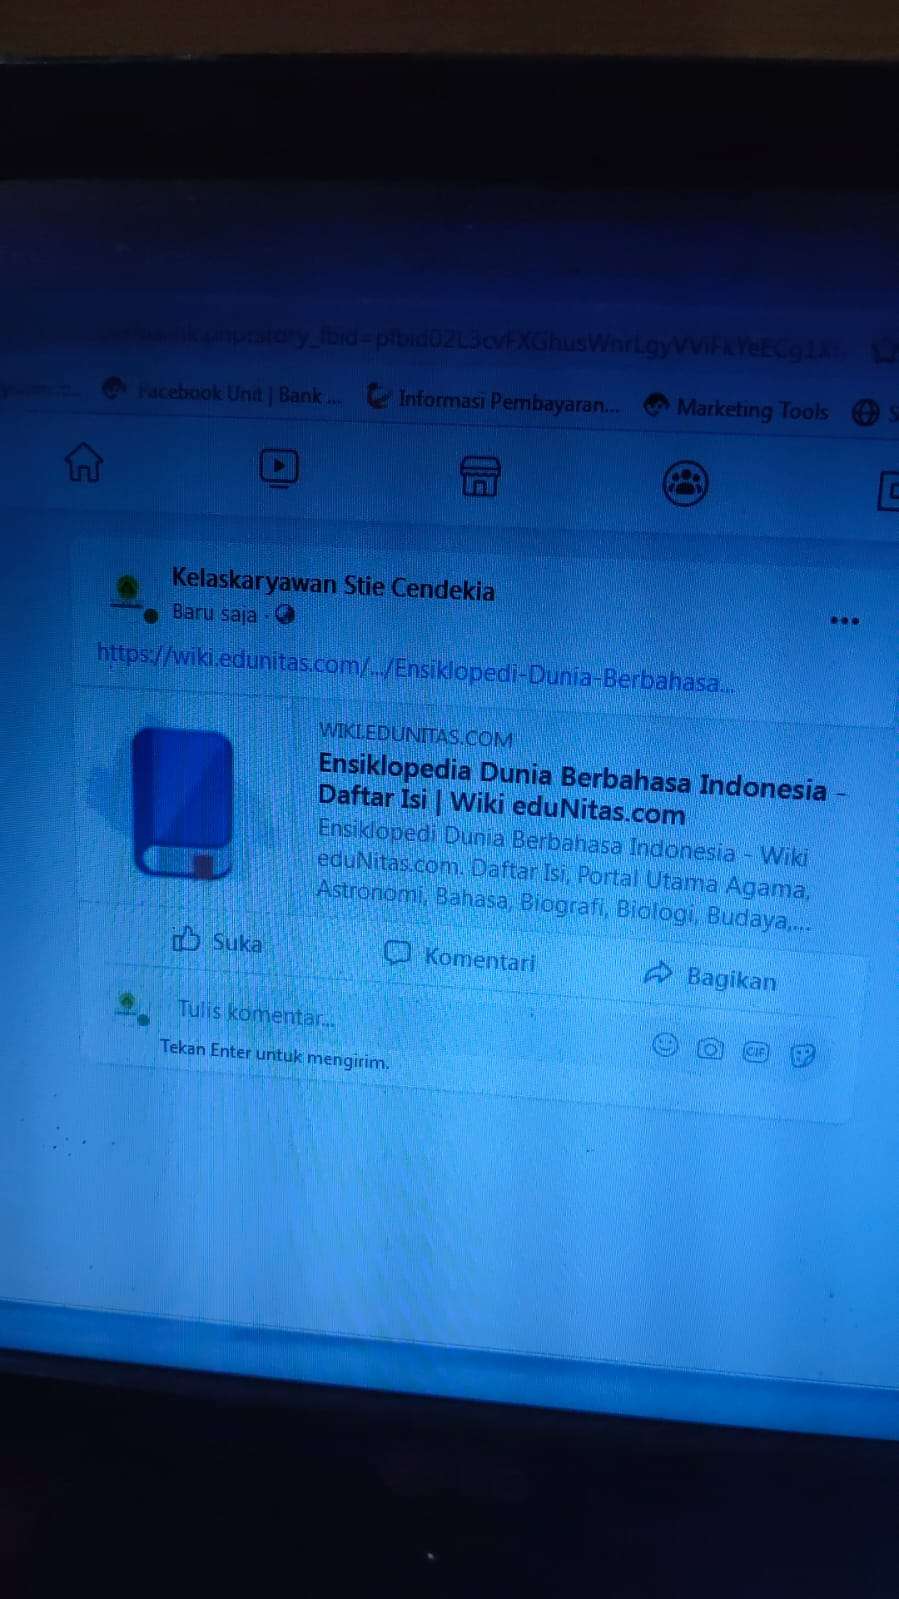 Facebook Unit | Bank ... Informasi Pembayaran... Marketing Tools
Kelaskaryawan Stie Cendekia
Baru saja ·
https://wiki.edunitas.com/.../Ensiklopedi-Dunia-Berbahasa...
WIKI.EDUNITAS.COM
Ensiklopedia Dunia Berbahasa Indonesia -
Daftar Isi | Wiki eduNitas.com
Ensiklopedi Dunia Berbahasa Indonesia - Wiki
eduNitas.com. Daftar Isi, Portal Utama Agama,
Astronomi, Bahasa, Biografi, Biologi, Budaya,...
Suka Komentari Bagikan
Tulis komentar...
GIF
Tekan Enter untuk mengirim.